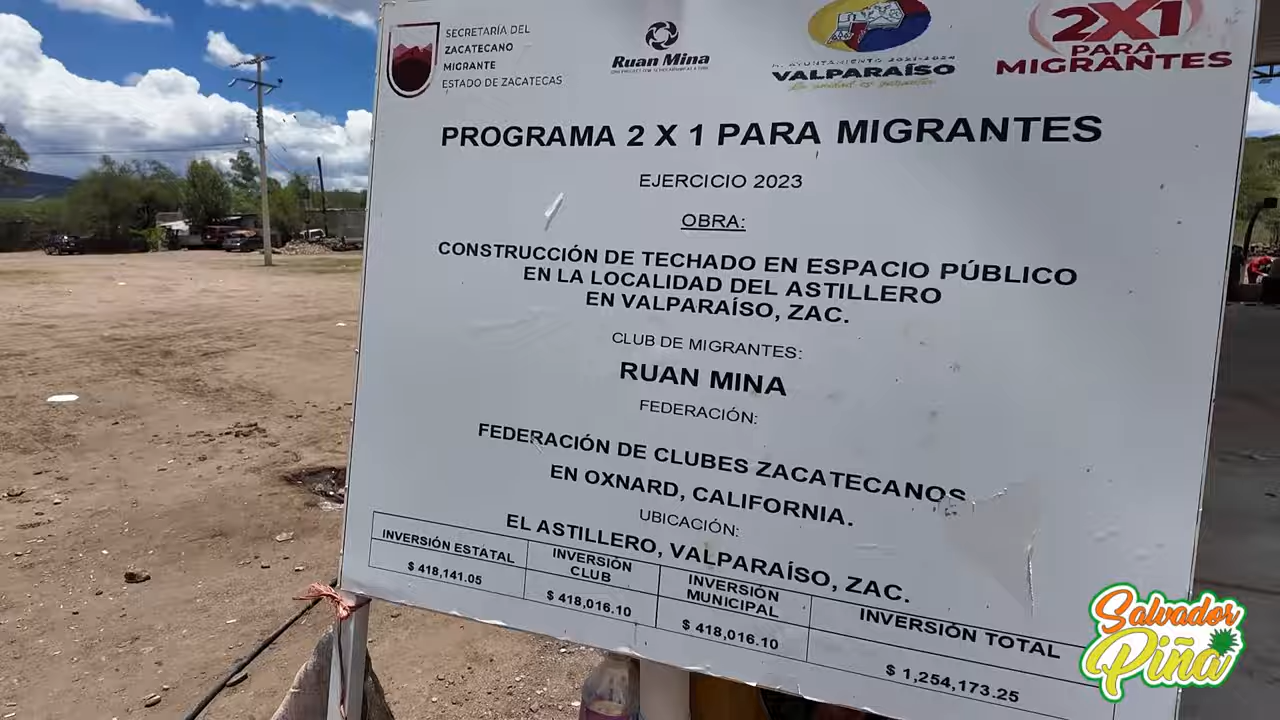 SECRETARÍA DEL
ZACATECANO
MIGRANTE
ESTADO DE ZACATECAS
Ruan Mina
H. AYUNTAMIENTO 2021-2024
VALPARAÍSO
2X1
PARA
MIGRANTES
PROGRAMA 2 X 1 PARA MIGRANTES
EJERCICIO 2023
OBRA:
CONSTRUCCIÓN DE TECHADO EN ESPACIO PÚBLICO
EN LA LOCALIDAD DEL ASTILLERO
EN VALPARAÍSO, ZAC.
CLUB DE MIGRANTES:
RUAN MINA
FEDERACIÓN:
FEDERACIÓN DE CLUBES ZACATECANOS
EN OXNARD, CALIFORNIA.
UBICACIÓN:
EL ASTILLERO, VALPARAÍSO, ZAC.
INVERSIÓN ESTATAL
INVERSIÓN
CLUB
INVERSIÓN
MUNICIPAL
INVERSIÓN TOTAL
$ 418,141.05
$ 418,016.10
$ 418,016.10
$ 1,254,173.25
Salvador
Piña